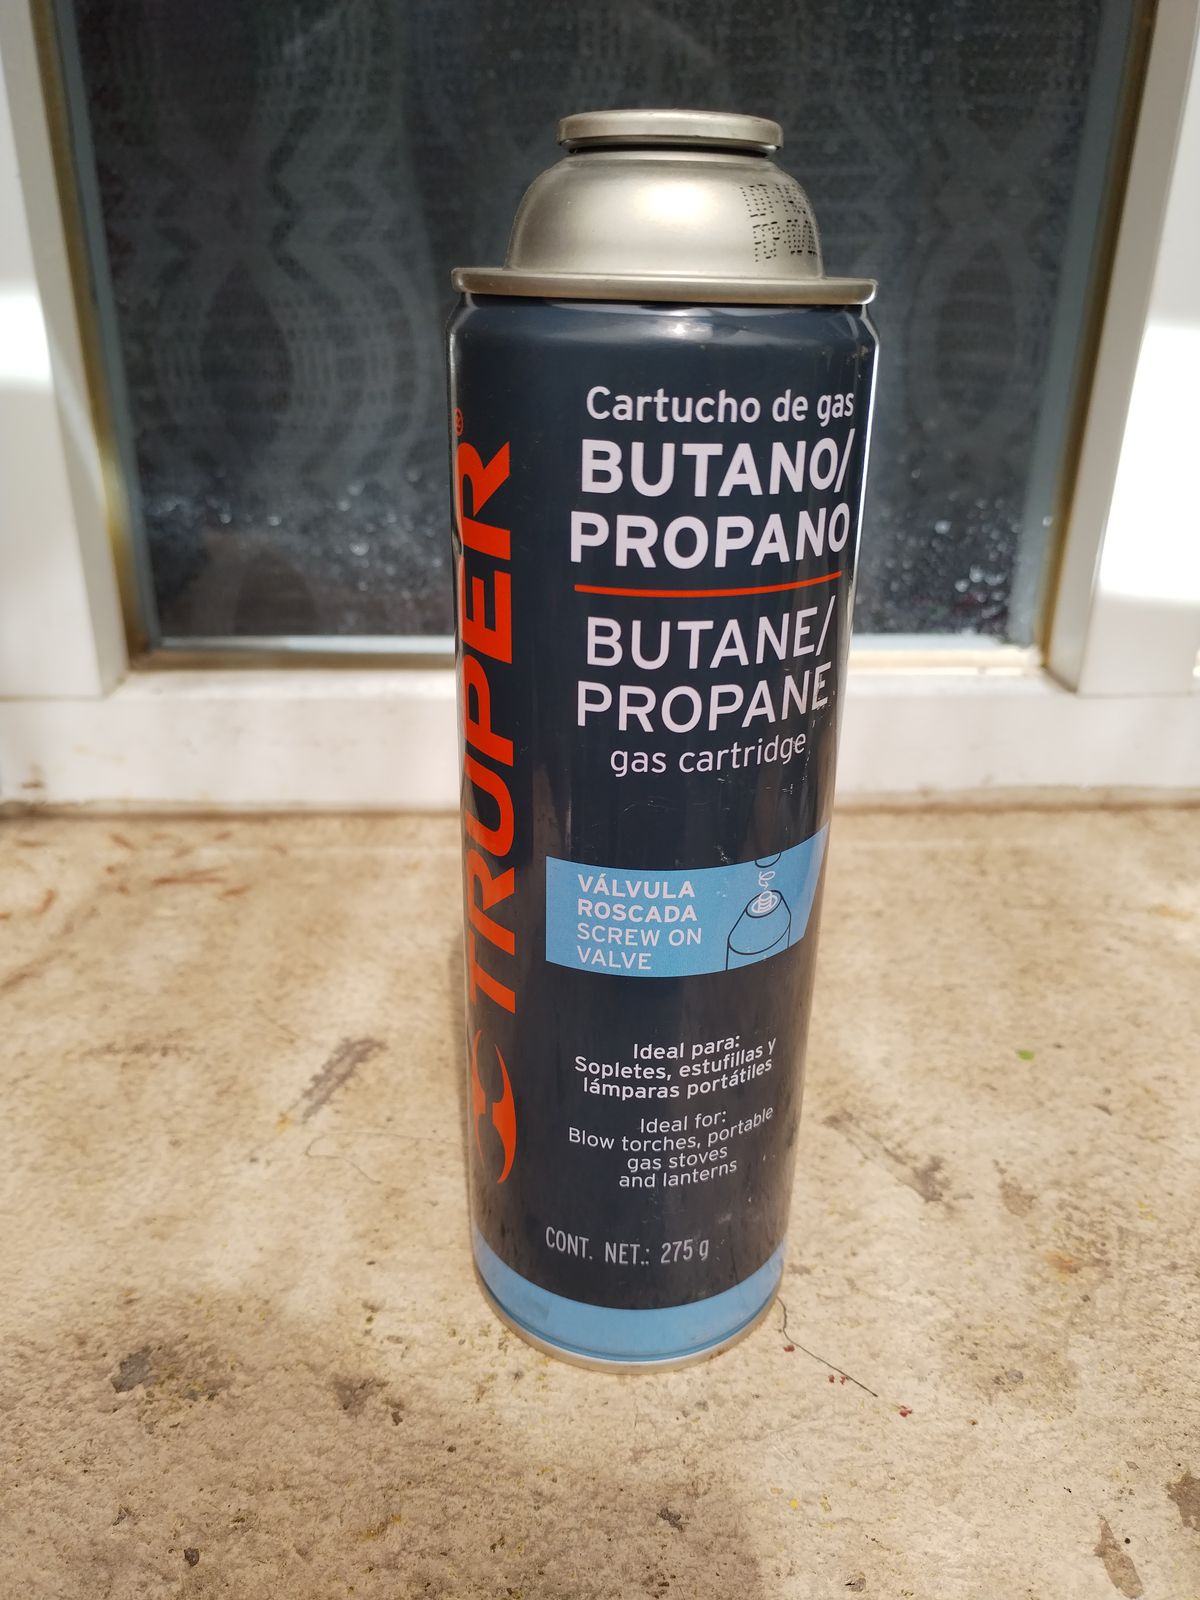 TRUPER®
Cartucho de gas
BUTANO/
PROPANO
BUTANE/
PROPANE
gas cartridge
VÁLVULA
ROSCADA
SCREW ON
VALVE
Ideal para:
Sopletes, estufillas y
lámparas portátiles
Ideal for:
Blow torches, portable
gas stoves
and lanterns
CONT. NET.: 275 g